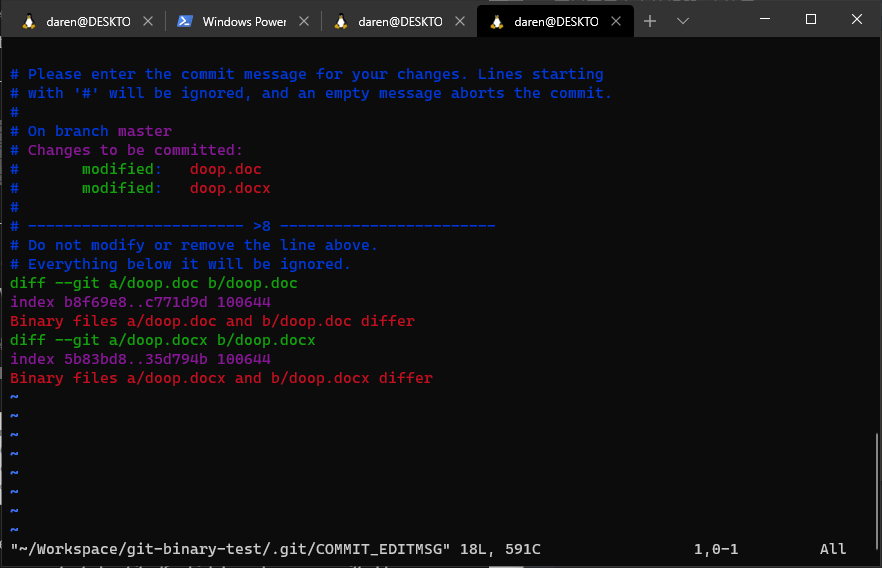 daren@DESKTO
Windows Power
daren@DESKTO
daren@DESKTO
# Please enter the commit message for your changes. Lines starting
# with '#' will be ignored, and an empty message aborts the commit.
#
# On branch master
# Changes to be committed:
#       modified:   doop.doc
#       modified:   doop.docx
#
# ------------------------ >8 ------------------------
# Do not modify or remove the line above.
# Everything below it will be ignored.
diff --git a/doop.doc b/doop.doc
index b8f69e8..c771d9d 100644
Binary files a/doop.doc and b/doop.doc differ
diff --git a/doop.docx b/doop.docx
index 5b83bd8..35d794b 100644
Binary files a/doop.docx and b/doop.docx differ
~
~
~
~
~
~
~
~
"~/Workspace/git-binary-test/.git/COMMIT_EDITMSG" 18L, 591C 1,0-1 All